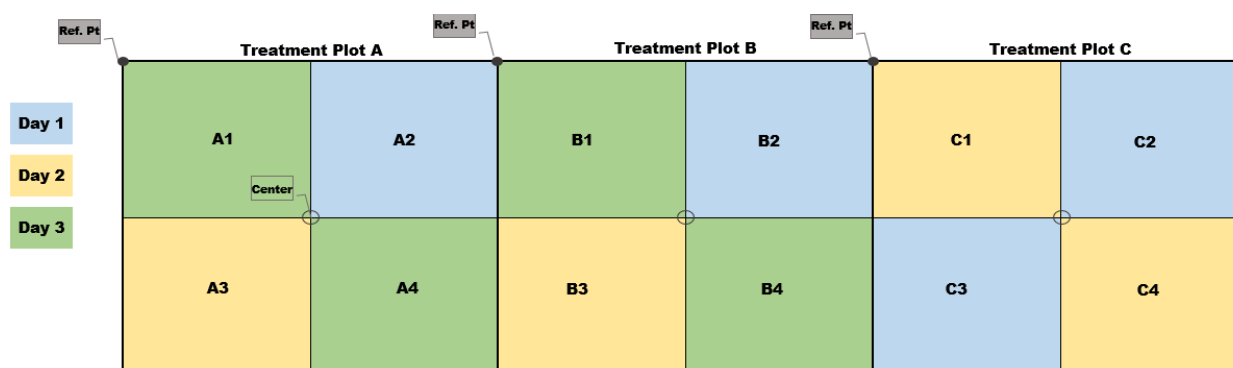 Ref. Pt
Ref. Pt
Ref. Pt
Treatment Plot A
Treatment Plot B
Treatment Plot C
Day 1
Day 2
Day 3
A1
A2
B1
B2
C1
C2
Center
A3
A4
B3
B4
C3
C4